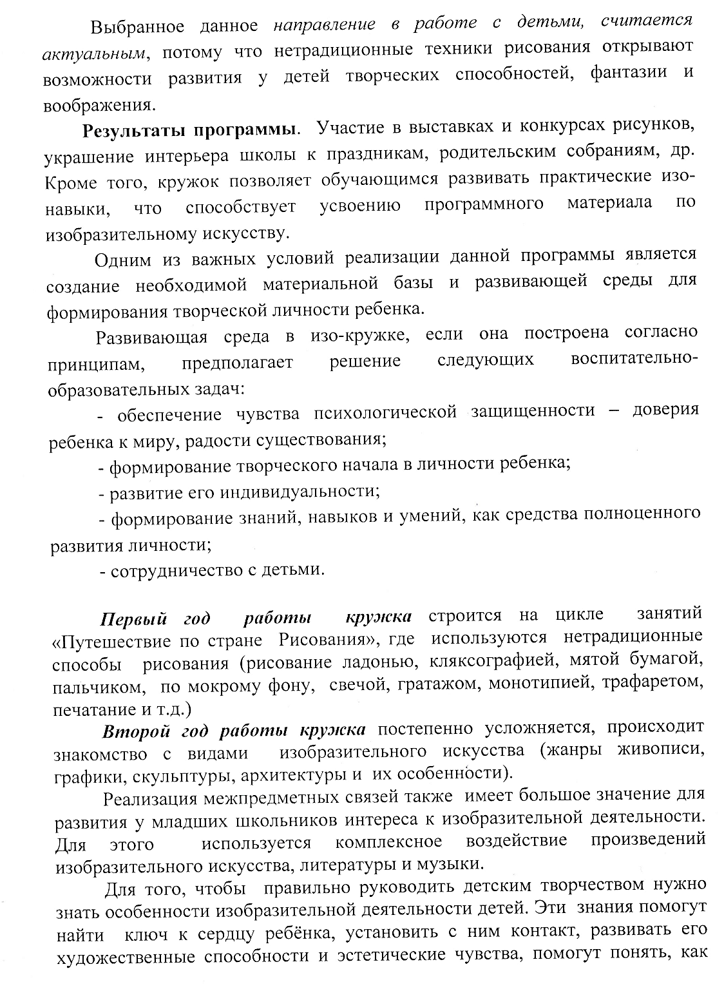 Выбранное данное направление в работе с детьми, считается
актуальным, потому что нетрадиционные техники рисования открывают
возможности развития у детей творческих способностей, фантазии и
воображения.
Результаты программы. Участие в выставках и конкурсах рисунков,
украшение интерьера школы к праздникам, родительским собраниям, др.
Кроме того, кружок позволяет обучающимся развивать практические изо-
навыки, что способствует усвоению программного материала по
изобразительному искусству.
Одним из важных условий реализации данной программы является
создание необходимой материальной базы и развивающей среды для
формирования творческой личности ребенка.
Развивающая среда в изо-кружке, если она построена согласно
принципам, предполагает решение следующих воспитательно-
образовательных задач:
- обеспечение чувства психологической защищенности – доверия
ребенка к миру, радости существования;
- формирование творческого начала в личности ребенка;
- развитие его индивидуальности;
- формирование знаний, навыков и умений, как средства полноценного
развития личности;
- сотрудничество с детьми.
Первый год работы кружка строится на цикле занятий
«Путешествие по стране Рисования», где используются нетрадиционные
способы рисования (рисование ладонью, кляксографией, мятой бумагой,
пальчиком, по мокрому фону, свечой, гратажом, монотипией, трафаретом,
печатание и т.д.)
Второй год работы кружка постепенно усложняется, происходит
знакомство с видами изобразительного искусства (жанры живописи,
графики, скульптуры, архитектуры и их особенности).
Реализация межпредметных связей также имеет большое значение для
развития у младших школьников интереса к изобразительной деятельности.
Для этого используется комплексное воздействие произведений
изобразительного искусства, литературы и музыки.
Для того, чтобы правильно руководить детским творчеством нужно
знать особенности изобразительной деятельности детей. Эти знания помогут
найти ключ к сердцу ребёнка, установить с ним контакт, развивать его
художественные способности и эстетические чувства, помогут понять, как